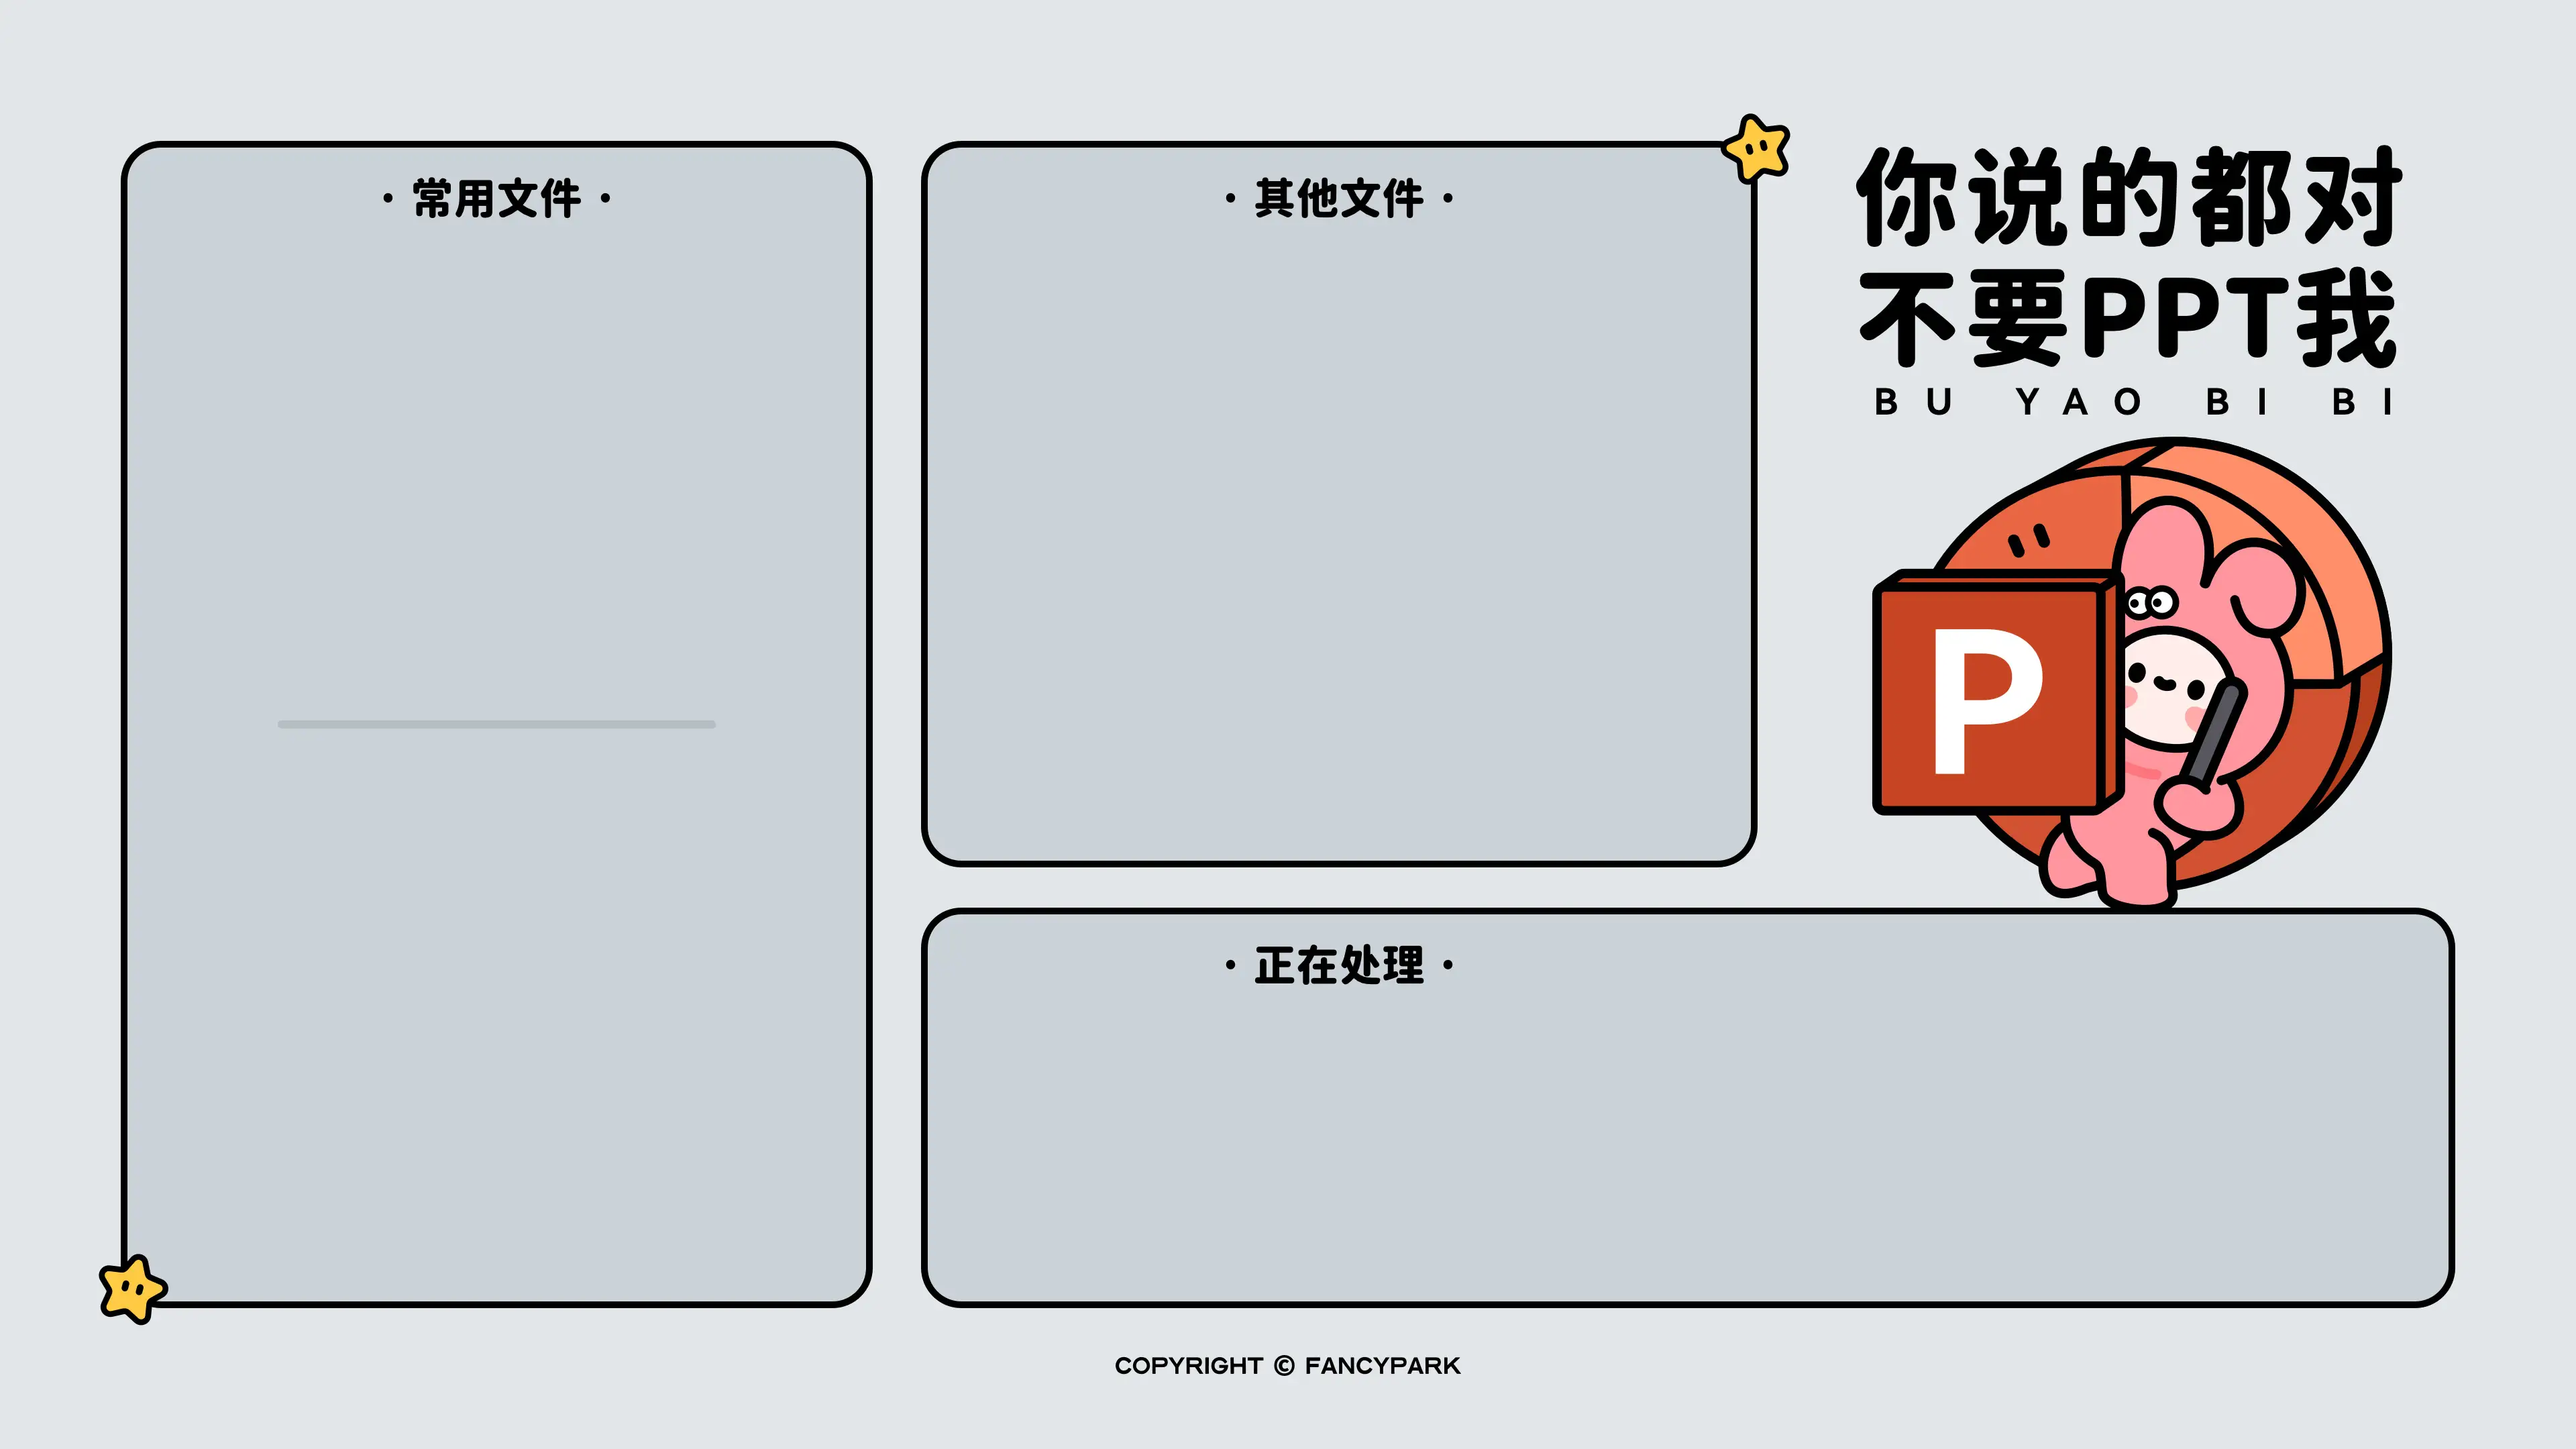 · 常用文件 ·
· 其他文件 ·
你说的都对
不要PPT我
BU YAO BI BI
P
· 正在处理 ·
COPYRIGHT © FANCYPARK